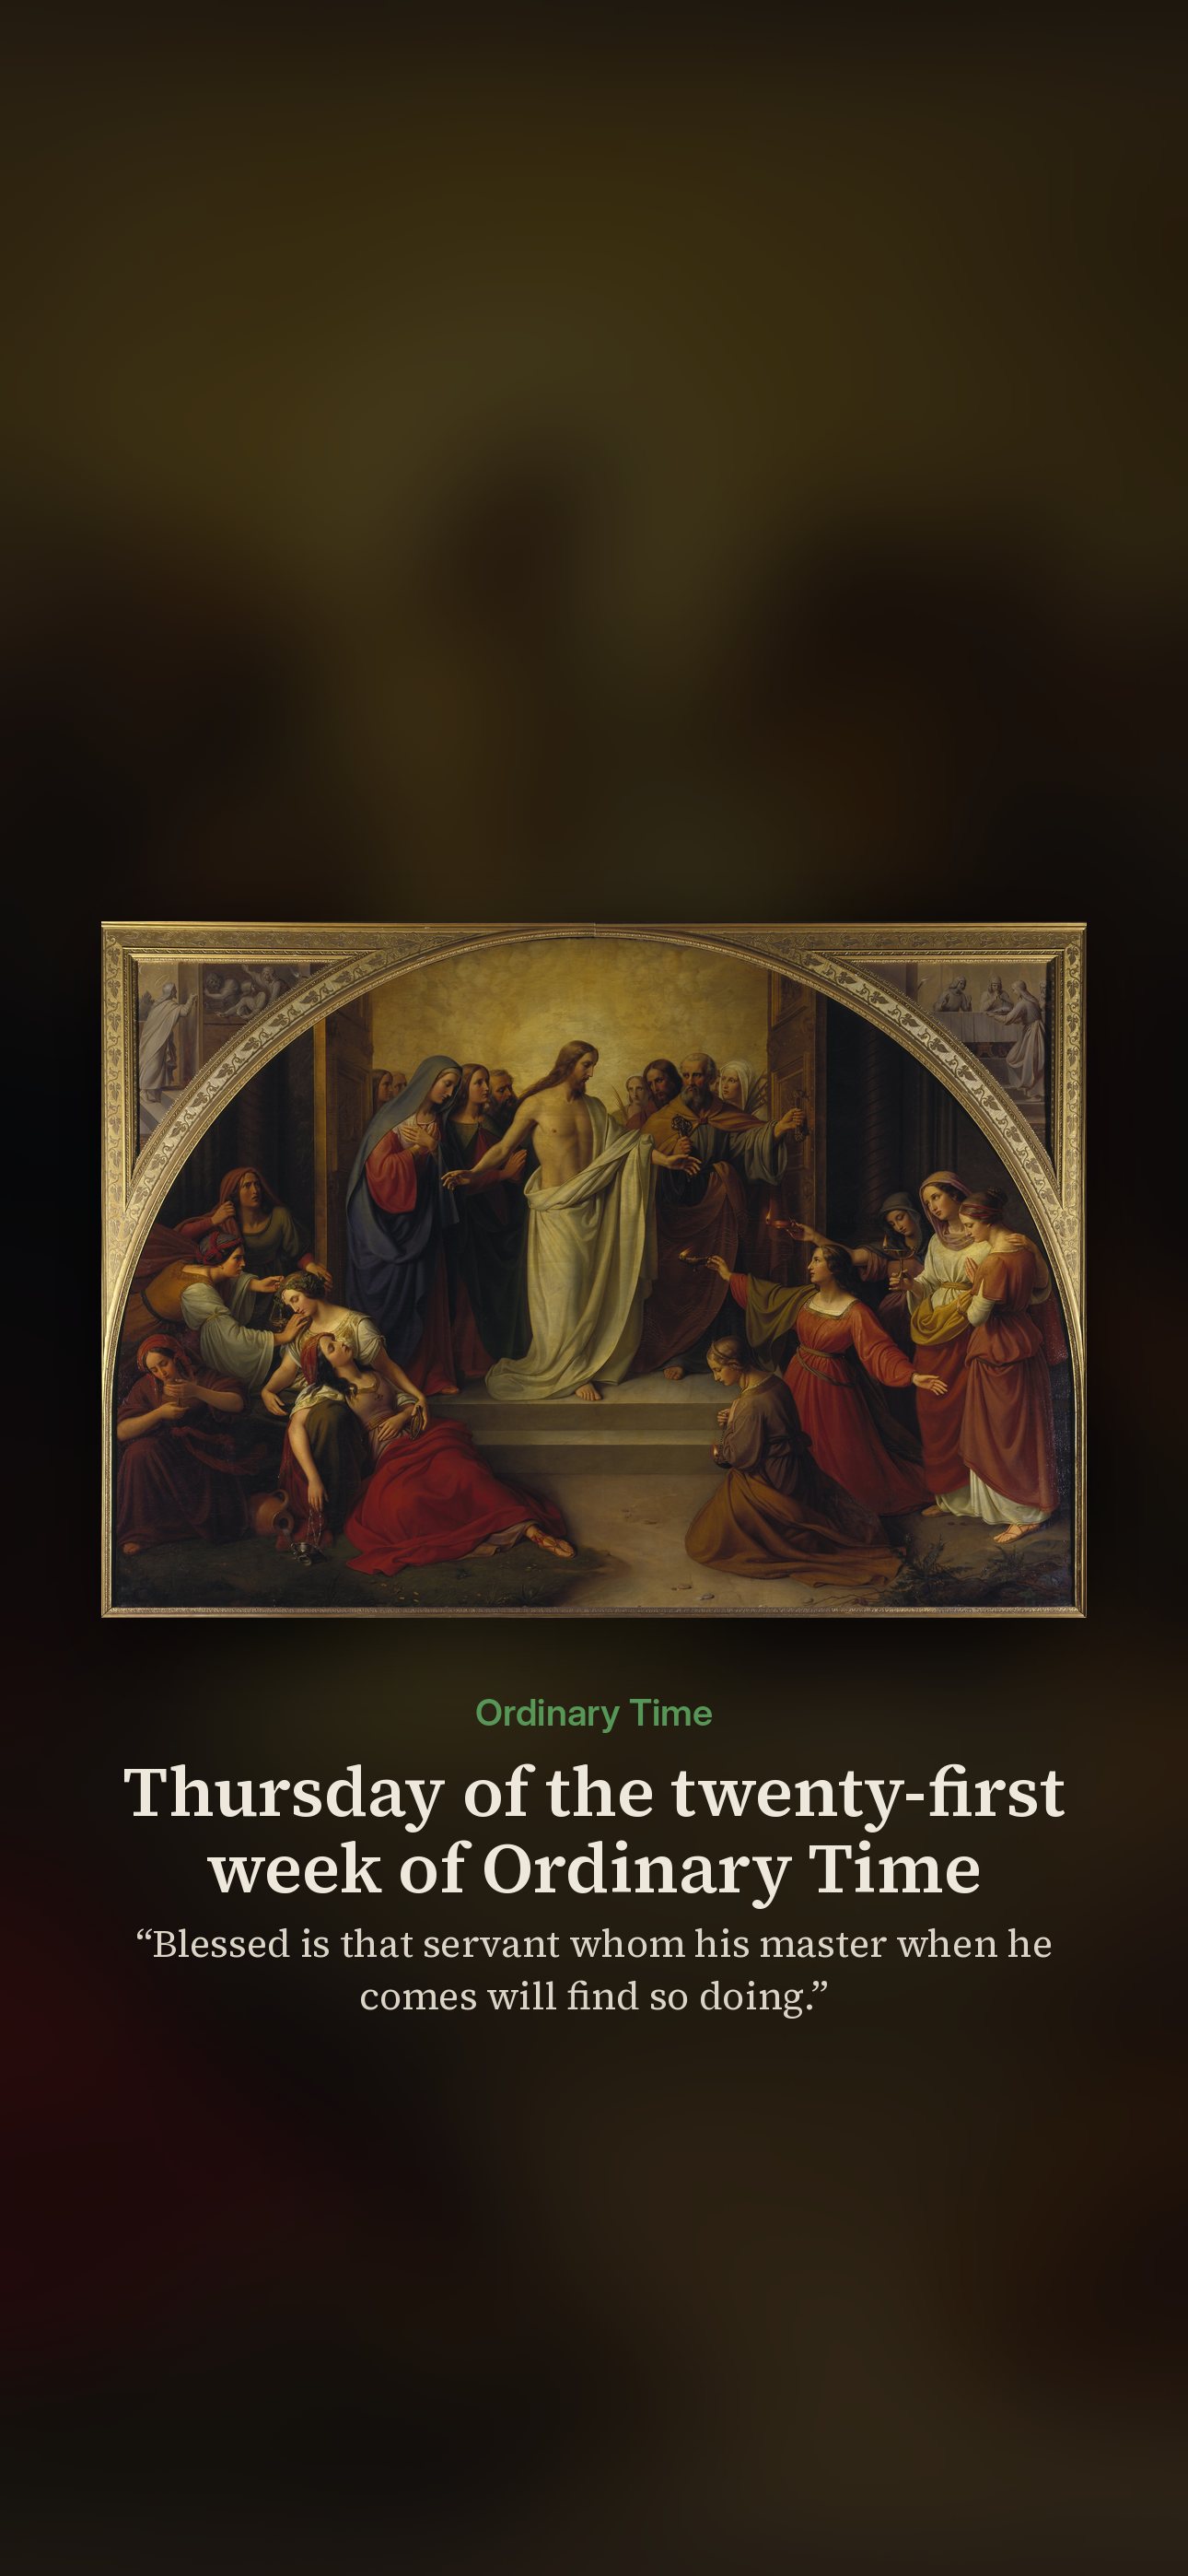 Ordinary Time
Thursday of the twenty-first
week of Ordinary Time
“Blessed is that servant whom his master when he
comes will find so doing.”